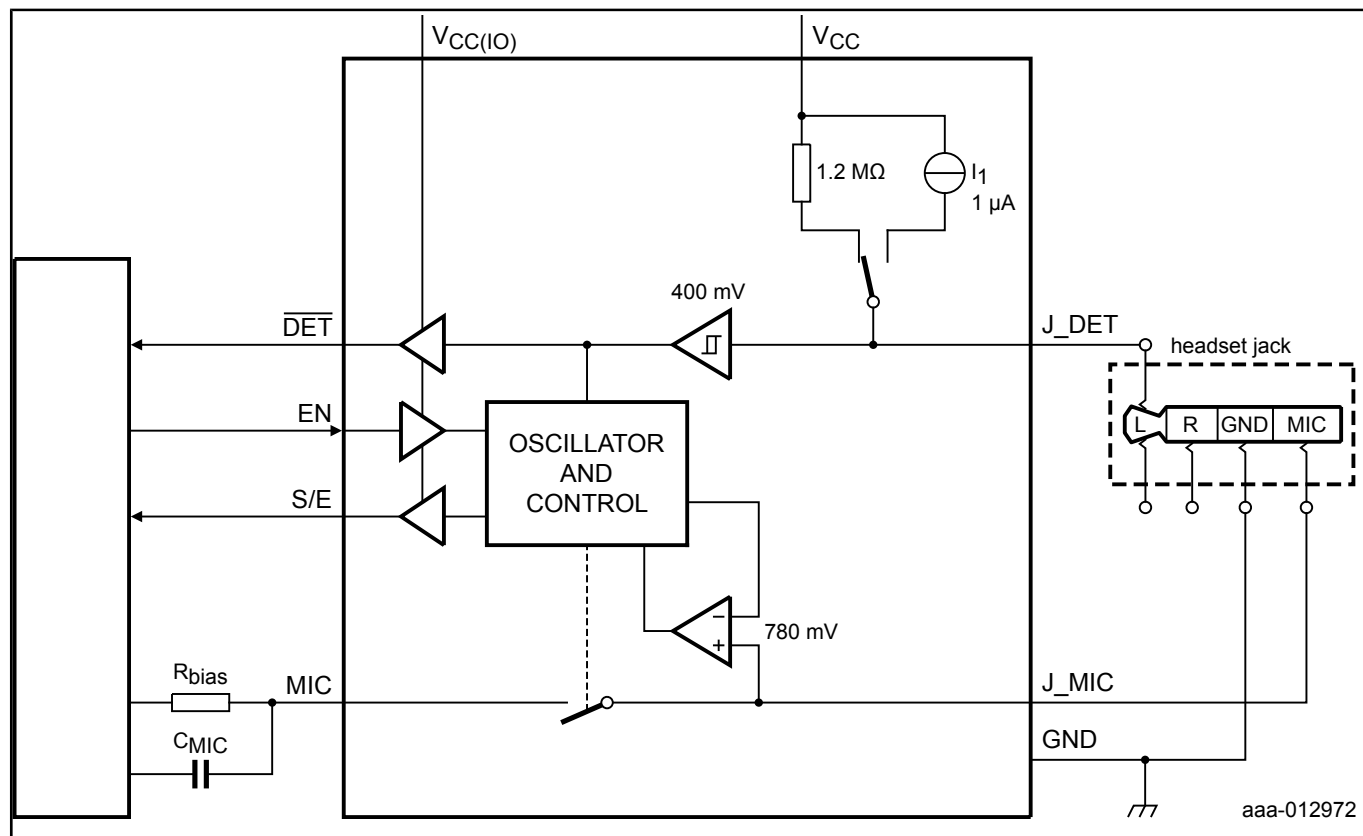 VCC(IO)
VCC
1.2 MΩ
I1
1 µA
400 mV
DET
J_DET
headset jack
EN
L
R
GND
MIC
OSCILLATOR
AND
CONTROL
S/E
-
+
780 mV
Rbias
MIC
J_MIC
CMIC
GND
aaa-012972